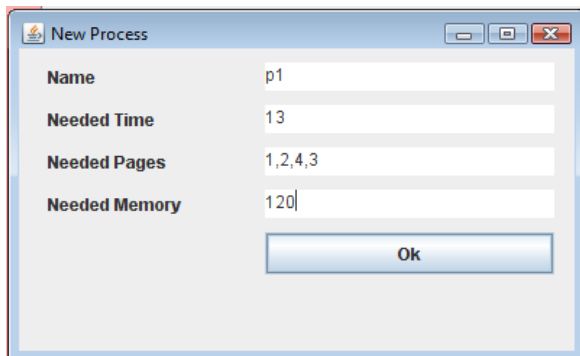 New Process
Name p1
Needed Time 13
Needed Pages 1,2,4,3
Needed Memory 120
Ok